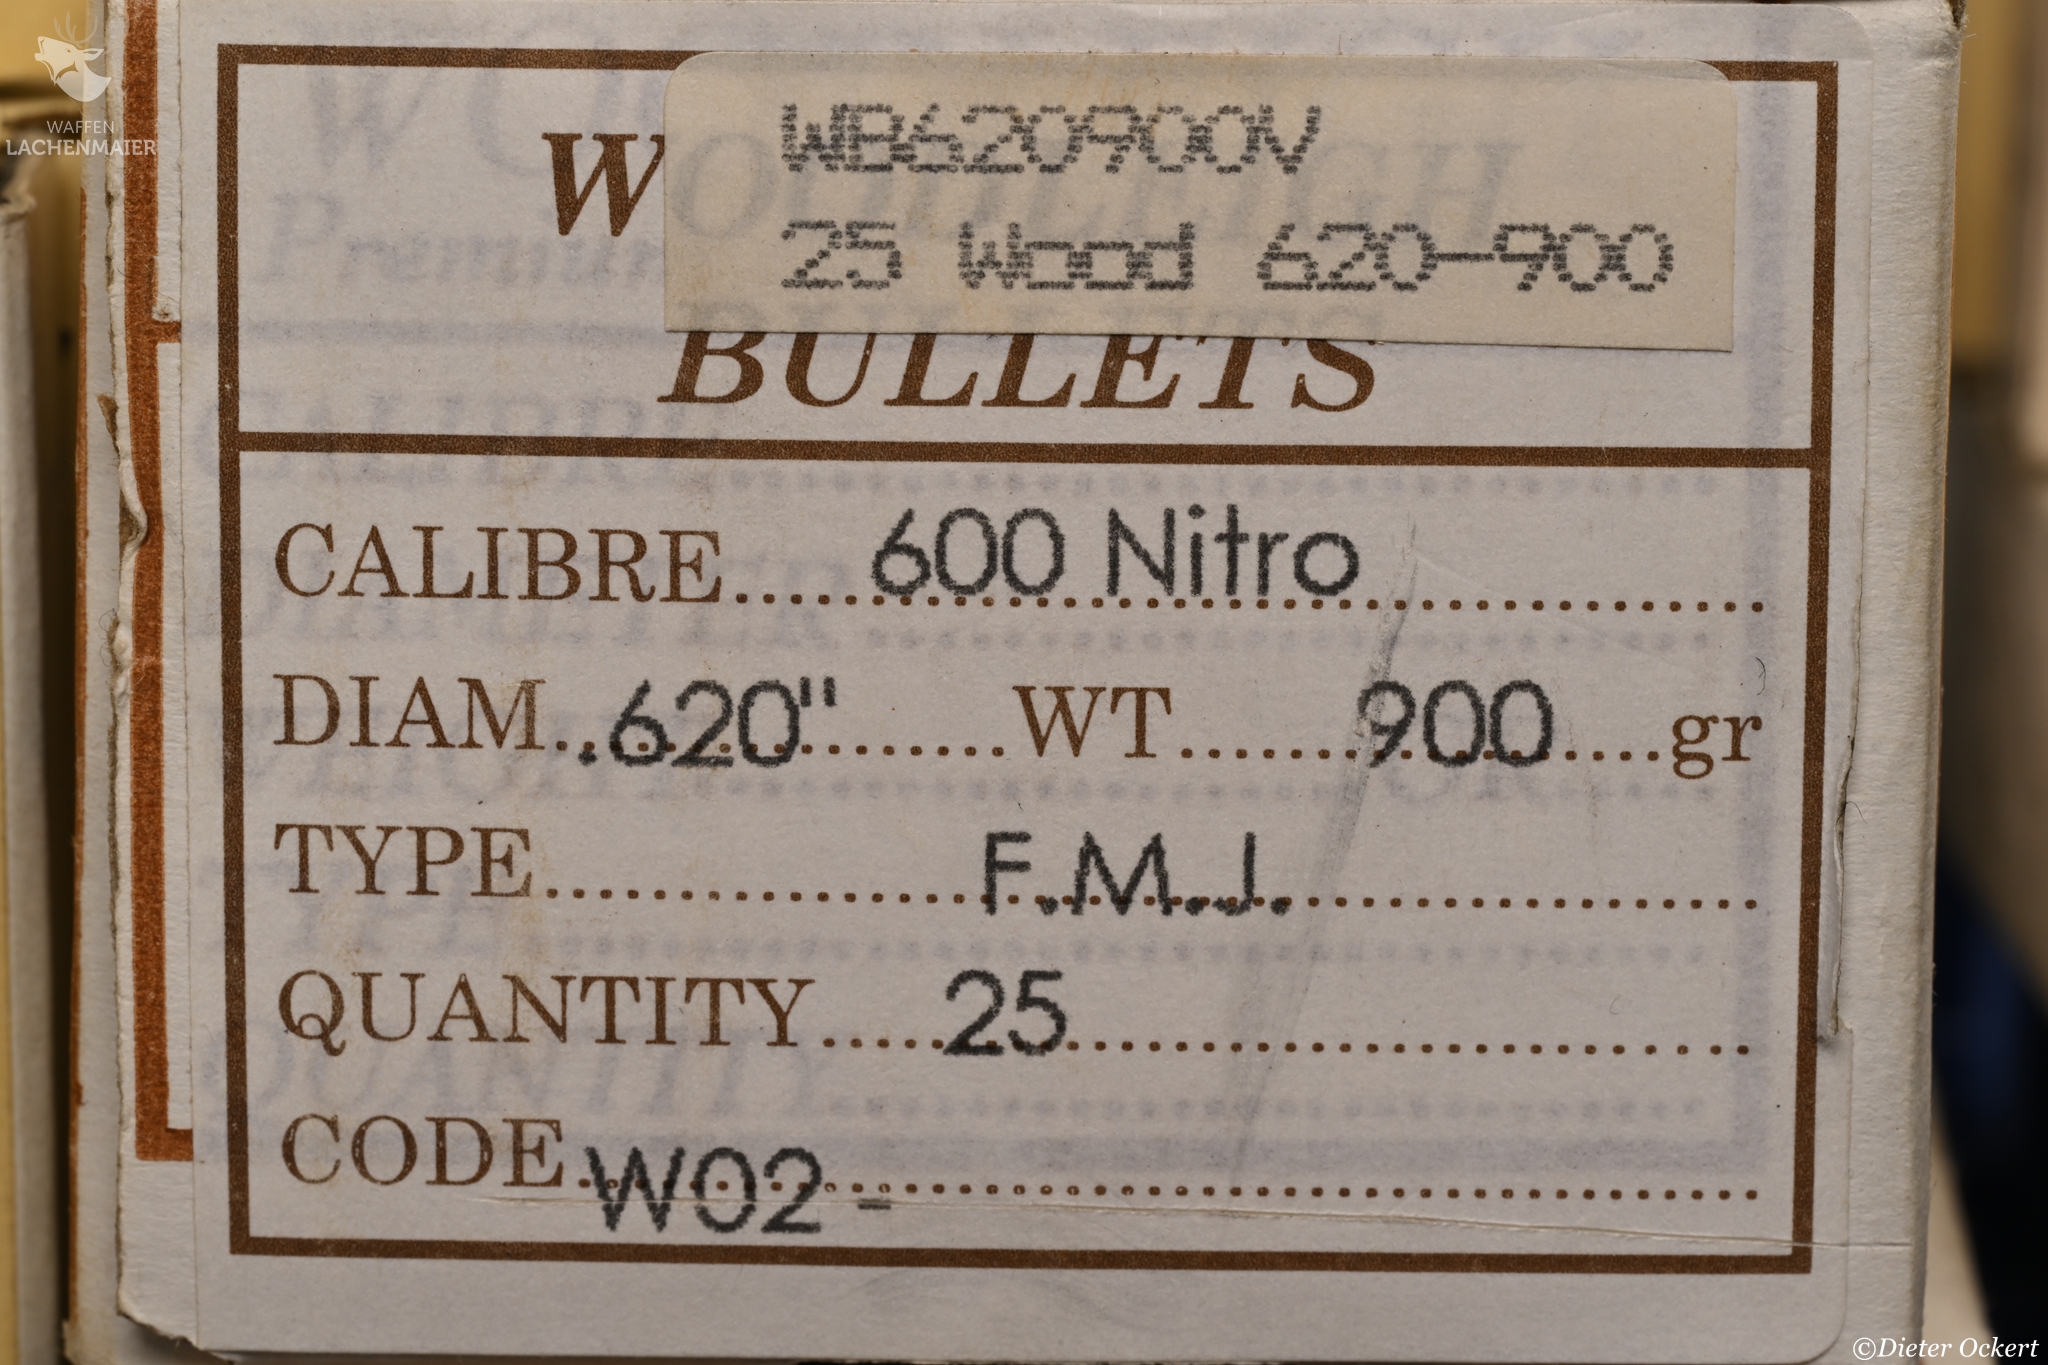 WAFFEN
LACHENMAIER
WB620900V
25 Wood 620-900
W
BULLETS
CALIBRE.... 600 Nitro
DIAM. .620" WT 900 gr
TYPE F.M.J.
QUANTITY 25
CODE W02 -
©Dieter Ockert